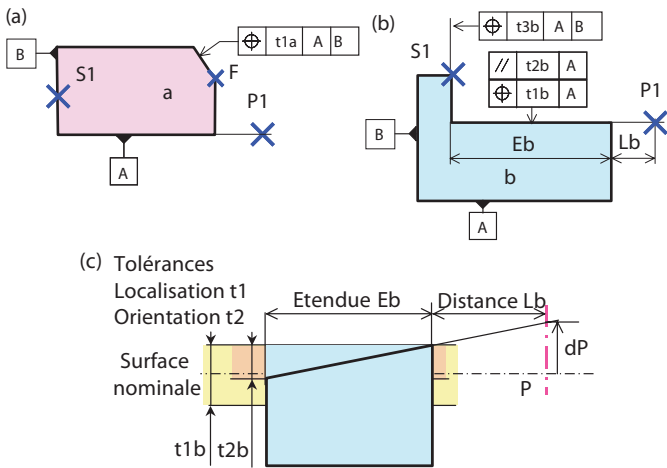 (a)
B
S1
a
F
P1
A
⌖ t1a A B
(b)
⌖ t3b A B
S1
// t2b A
⌖ t1b A
P1
B
Eb
Lb
b
A
(c) Tolérances
Localisation t1
Orientation t2
Etendue Eb
Distance Lb
Surface
nominale
dP
P
t1b
t2b